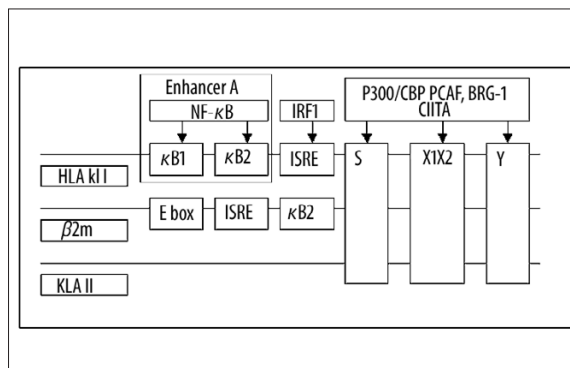 Enhancer A
NF-κB
IRF1
P300/CBP PCAF, BRG-1
CIITA
κB1
κB2
ISRE
S
X1X2
Y
HLA kl I
E box
ISRE
κB2
β2m
KLA II